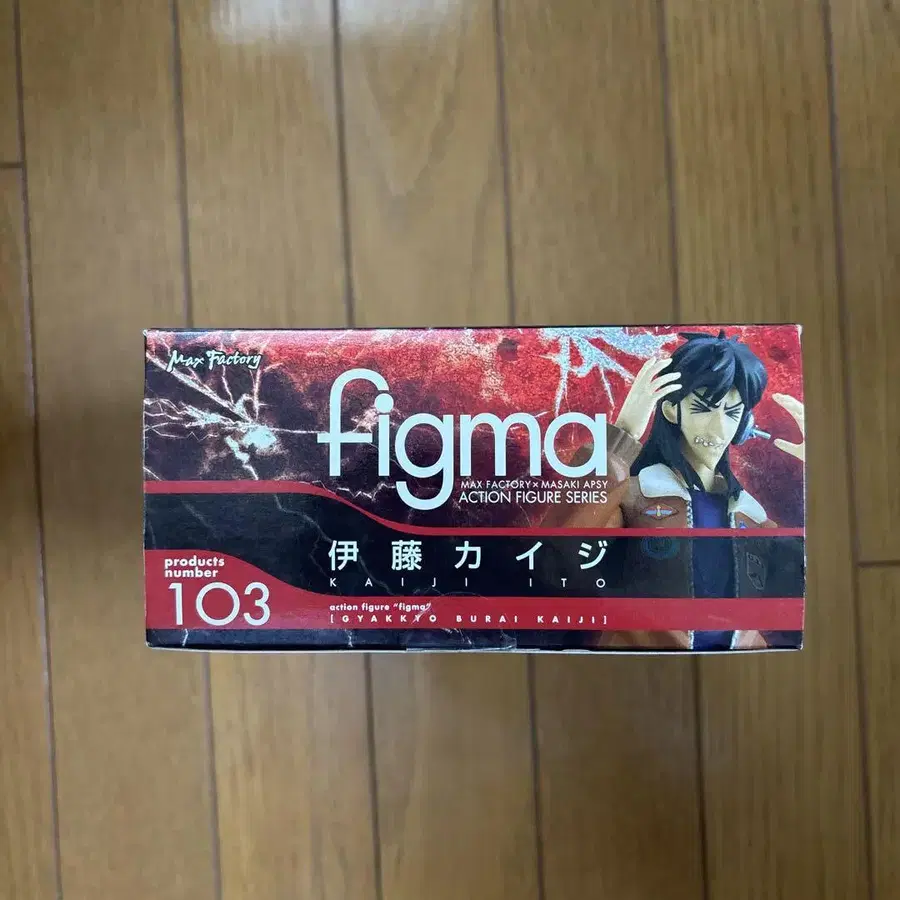 Max Factory
figma
MAX FACTORY×MASAKI APSY
ACTION FIGURE SERIES
伊藤カイジ
KAIJI ITO
products
number
103
action figure "figma"
[GYAKKYO BURAI KAIJI]